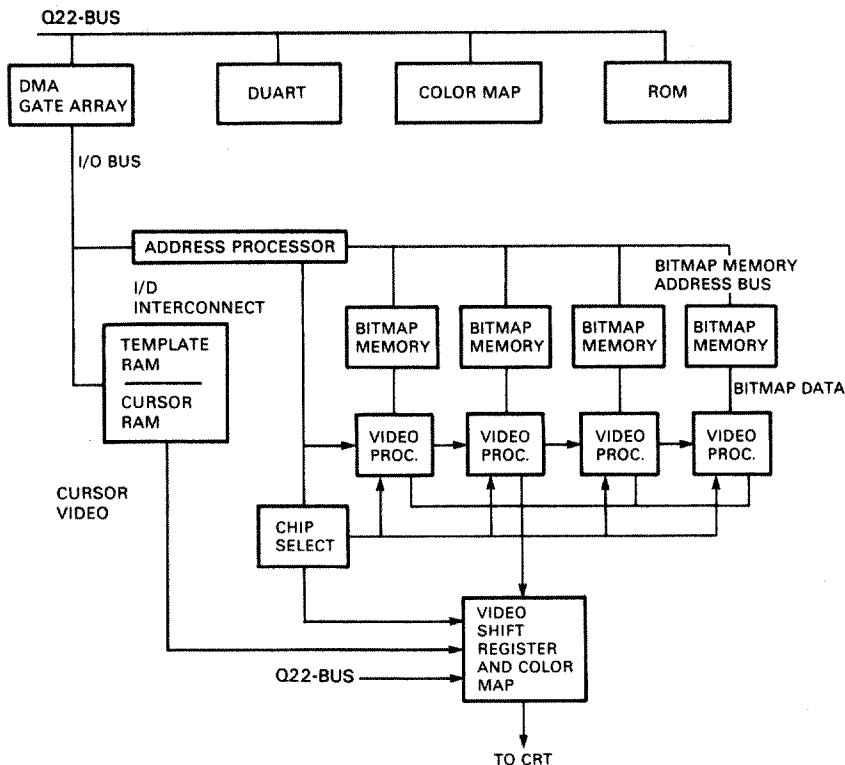 Q22-BUS
DMA
GATE ARRAY
DUART
COLOR MAP
ROM
I/O BUS
ADDRESS PROCESSOR
BITMAP MEMORY
ADDRESS BUS
I/D
INTERCONNECT
TEMPLATE
RAM
CURSOR
RAM
BITMAP
MEMORY
BITMAP
MEMORY
BITMAP
MEMORY
BITMAP
MEMORY
BITMAP DATA
VIDEO
PROC.
VIDEO
PROC.
VIDEO
PROC.
VIDEO
PROC.
CURSOR
VIDEO
CHIP
SELECT
VIDEO
SHIFT
REGISTER
AND COLOR
MAP
Q22-BUS
TO CRT